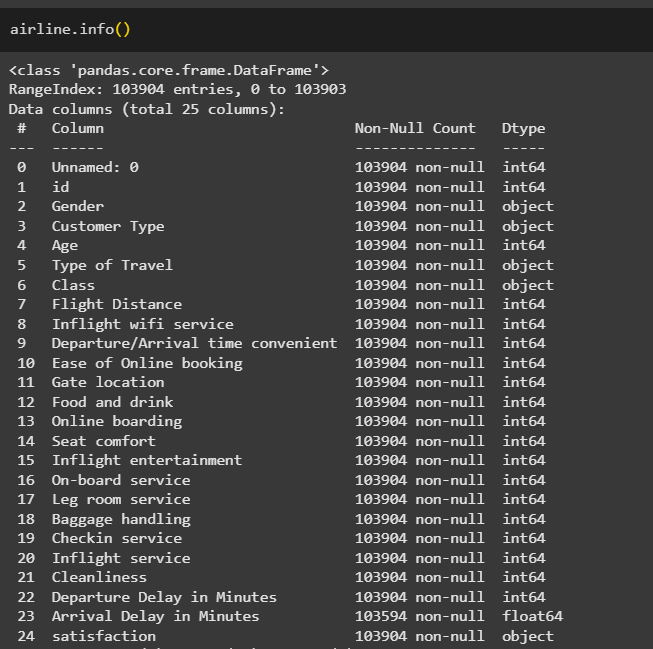 airline.info()
<class 'pandas.core.frame.DataFrame'>
RangeIndex: 103904 entries, 0 to 103903
Data columns (total 25 columns):
 #   Column                             Non-Null Count   Dtype
---  ------                             --------------   -----
 0   Unnamed: 0                         103904 non-null  int64
 1   id                                 103904 non-null  int64
 2   Gender                             103904 non-null  object
 3   Customer Type                      103904 non-null  object
 4   Age                                103904 non-null  int64
 5   Type of Travel                     103904 non-null  object
 6   Class                              103904 non-null  object
 7   Flight Distance                    103904 non-null  int64
 8   Inflight wifi service              103904 non-null  int64
 9   Departure/Arrival time convenient  103904 non-null  int64
 10  Ease of Online booking             103904 non-null  int64
 11  Gate location                      103904 non-null  int64
 12  Food and drink                     103904 non-null  int64
 13  Online boarding                    103904 non-null  int64
 14  Seat comfort                       103904 non-null  int64
 15  Inflight entertainment             103904 non-null  int64
 16  On-board service                   103904 non-null  int64
 17  Leg room service                   103904 non-null  int64
 18  Baggage handling                   103904 non-null  int64
 19  Checkin service                    103904 non-null  int64
 20  Inflight service                   103904 non-null  int64
 21  Cleanliness                        103904 non-null  int64
 22  Departure Delay in Minutes         103904 non-null  int64
 23  Arrival Delay in Minutes           103594 non-null  float64
 24  satisfaction                       103904 non-null  object